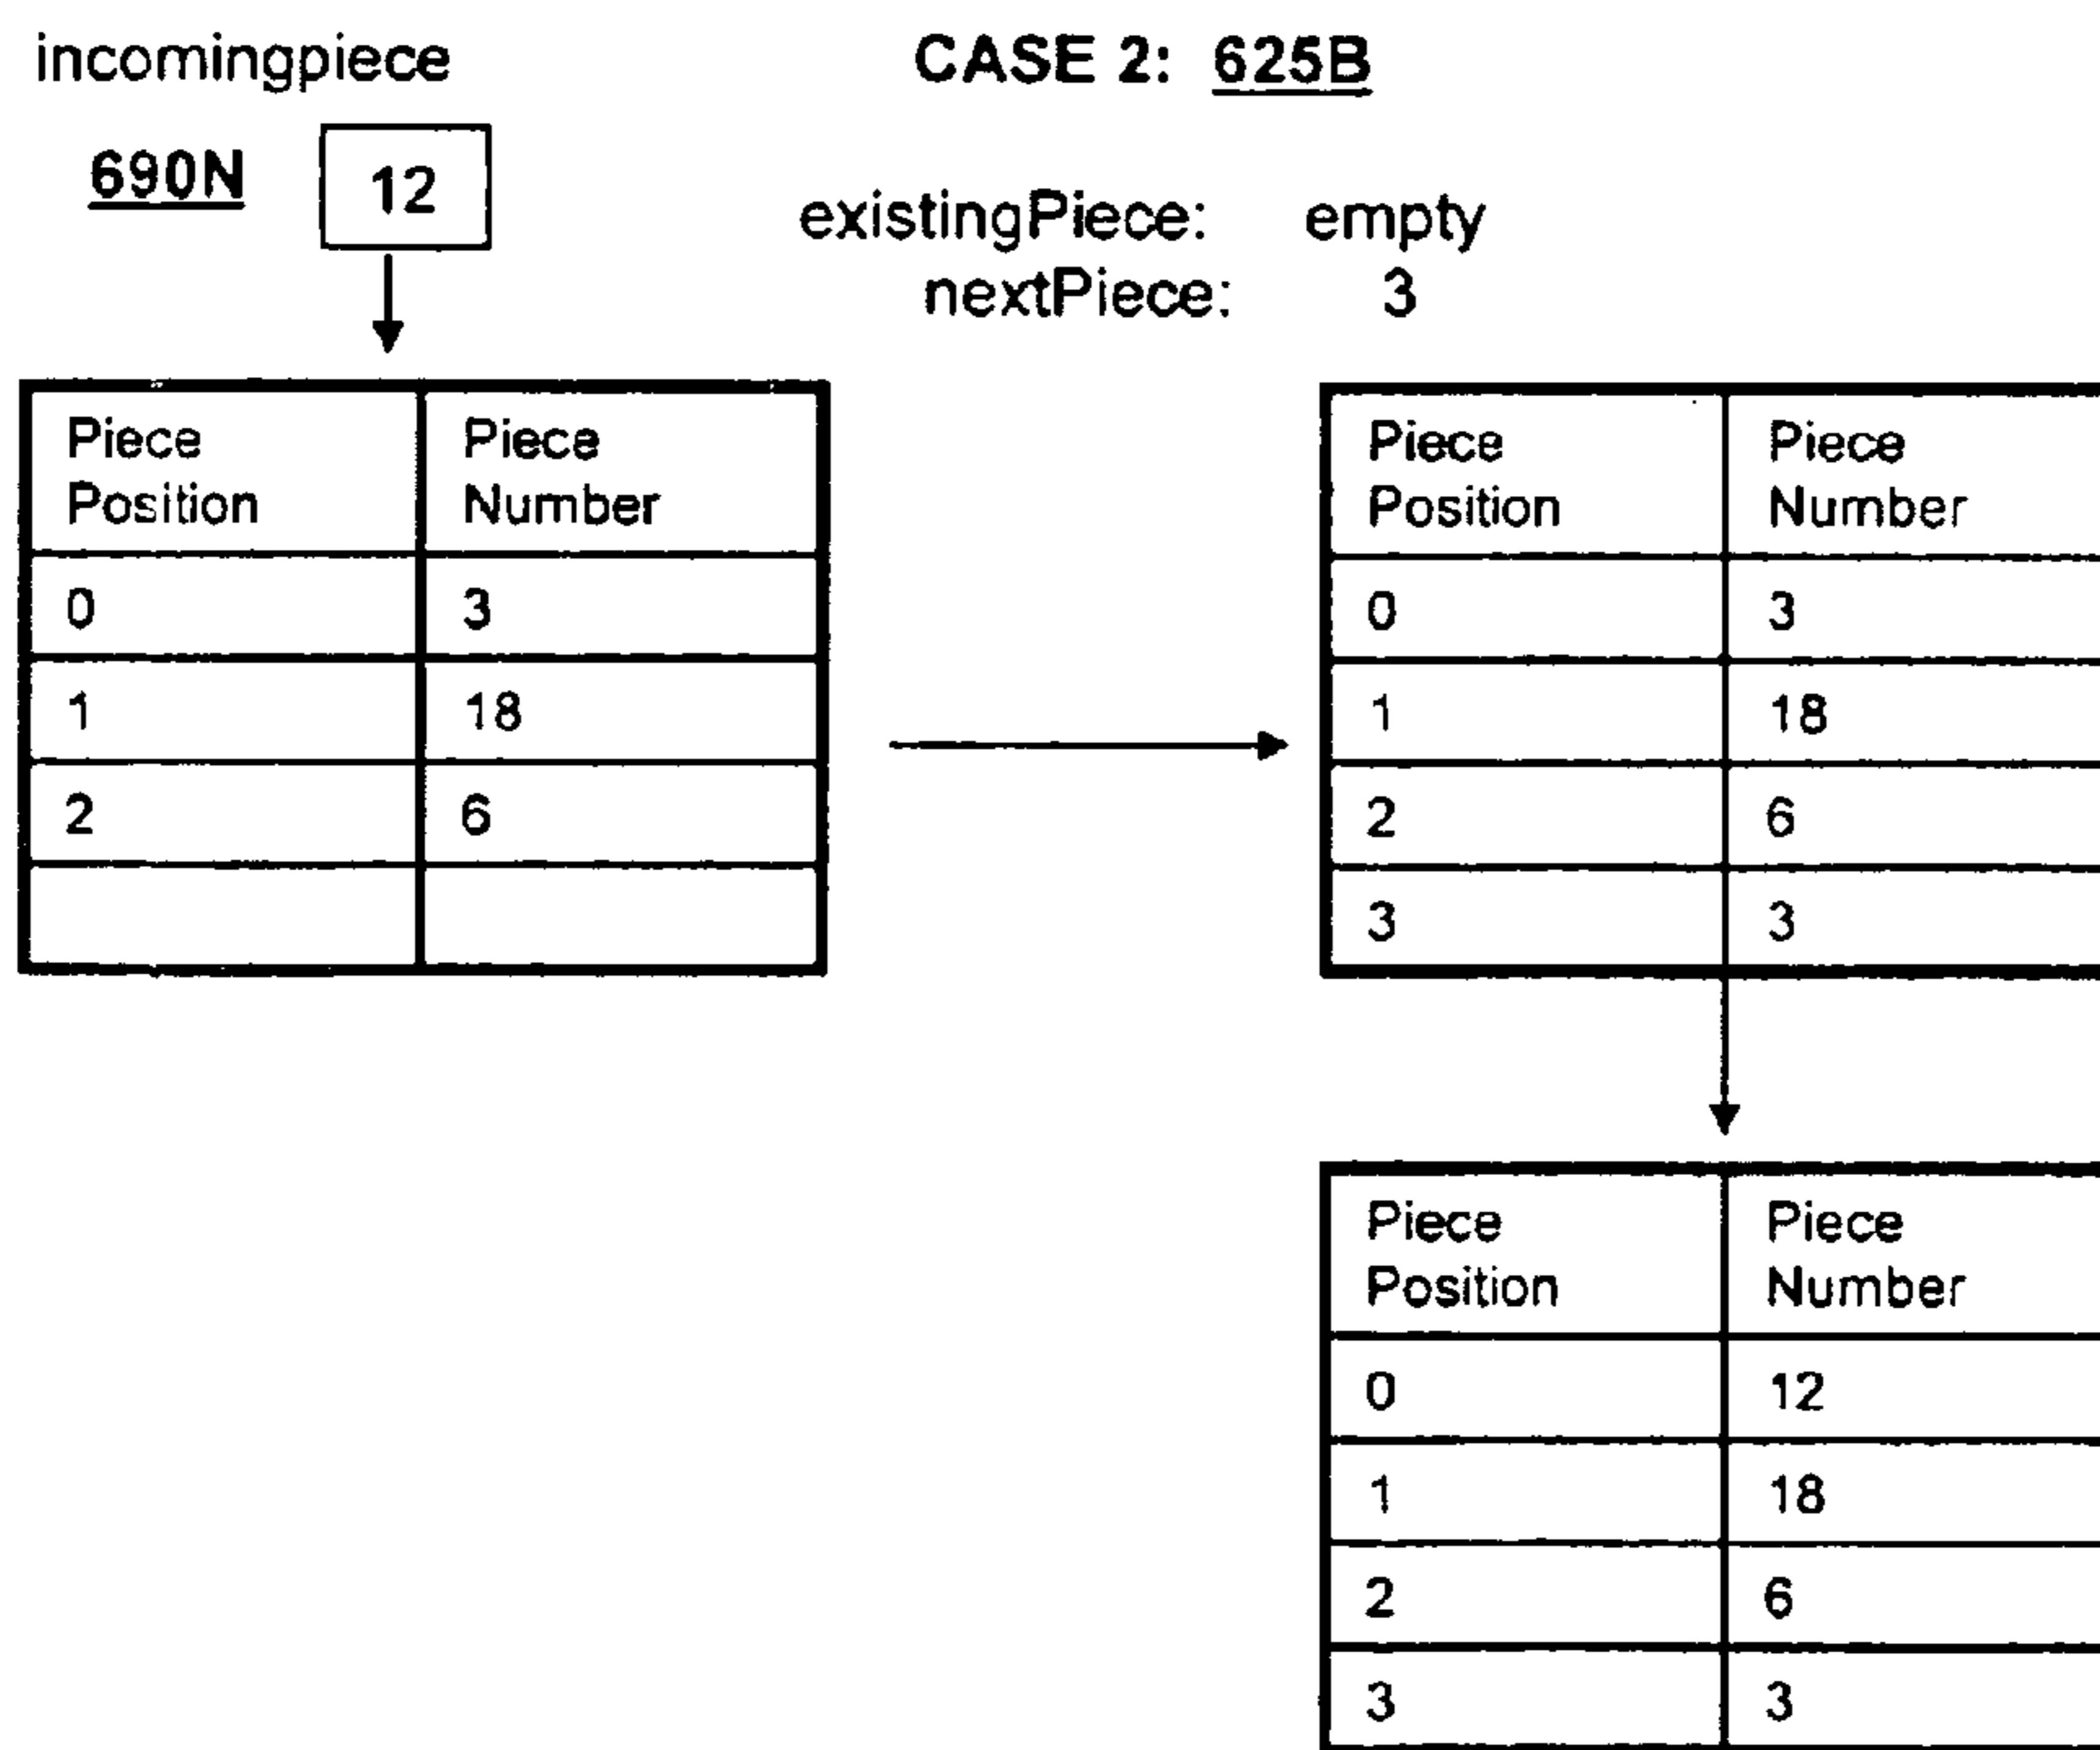 incomingpiece
CASE 2: 625B
690N 12
existingPiece: empty
nextPiece: 3
Piece Position Piece Number
0 3
1 18
2 6
Piece Position Piece Number
0 3
1 18
2 6
3 3
Piece Position Piece Number
0 12
1 18
2 6
3 3